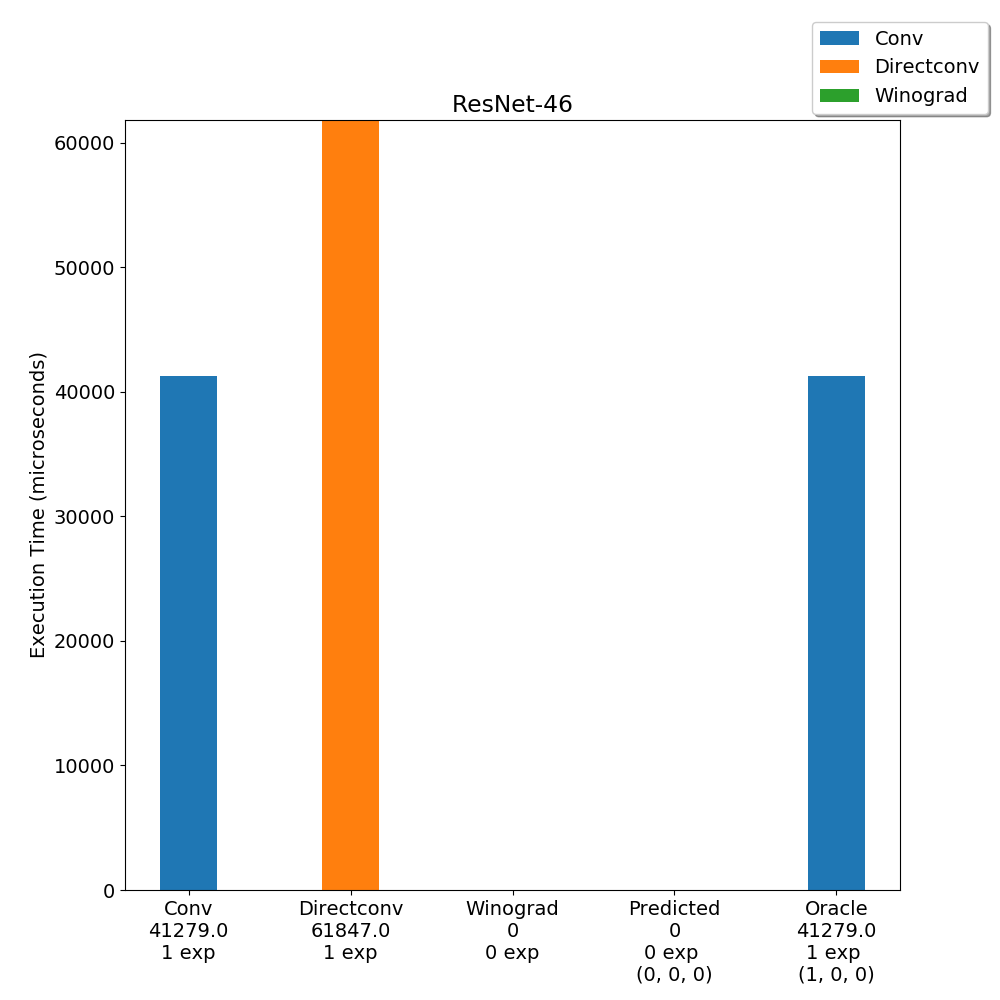 Conv
Directconv
Winograd
ResNet-46
Execution Time (microseconds)
60000
50000
40000
30000
20000
10000
0
Conv
41279.0
1 exp
Directconv
61847.0
1 exp
Winograd
0
0 exp
Predicted
0
0 exp
(0, 0, 0)
Oracle
41279.0
1 exp
(1, 0, 0)